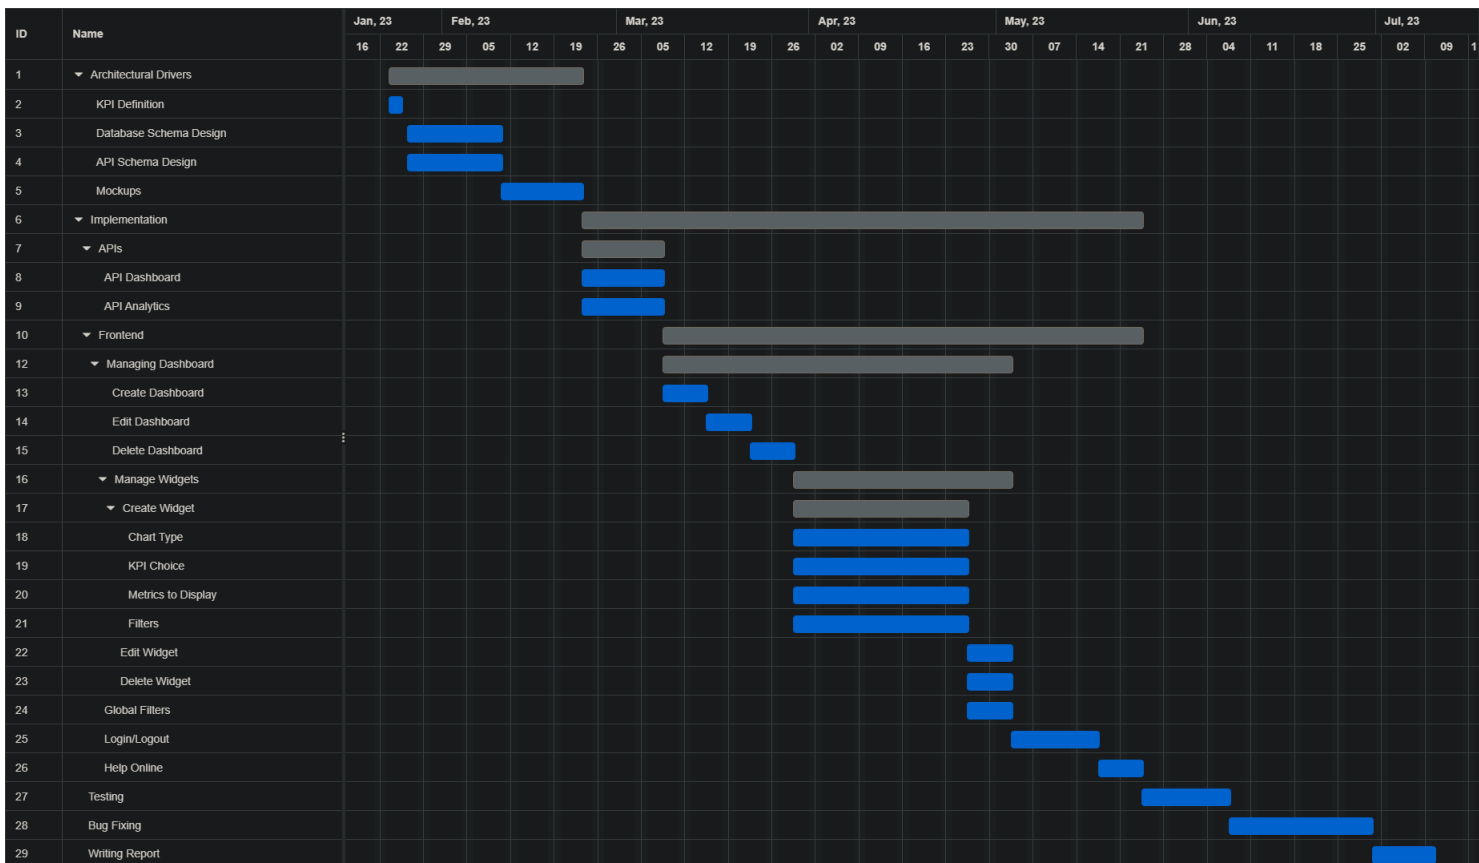 ID Name Jan, 23 Feb, 23 Mar, 23 Apr, 23 May, 23 Jun, 23 Jul, 23
16 22 29 05 12 19 26 05 12 19 26 02 09 16 23 30 07 14 21 28 04 11 18 25 02 09 1
1 Architectural Drivers
2 KPI Definition
3 Database Schema Design
4 API Schema Design
5 Mockups
6 Implementation
7 APIs
8 API Dashboard
9 API Analytics
10 Frontend
12 Managing Dashboard
13 Create Dashboard
14 Edit Dashboard
15 Delete Dashboard
16 Manage Widgets
17 Create Widget
18 Chart Type
19 KPI Choice
20 Metrics to Display
21 Filters
22 Edit Widget
23 Delete Widget
24 Global Filters
25 Login/Logout
26 Help Online
27 Testing
28 Bug Fixing
29 Writing Report